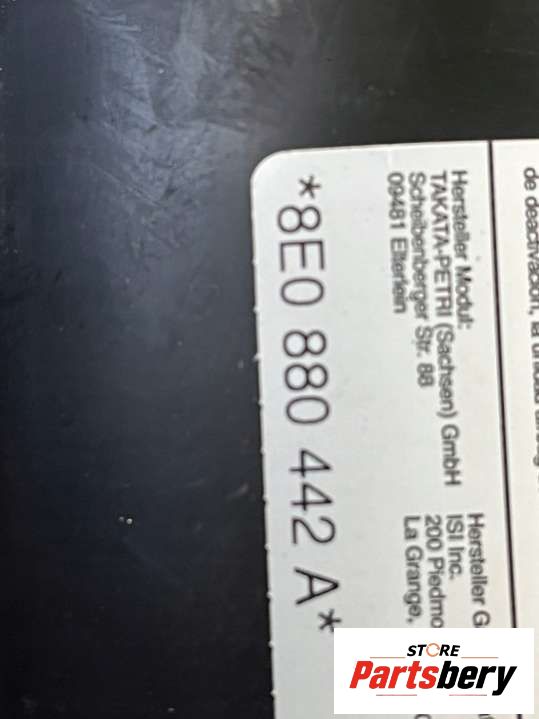 de deactivación, la unidad
Hersteller Modul:
TAKATA-PETRI (Sachsen) GmbH
Scheibenberger Str. 88
09481 Elterlein
Hersteller G
ISI Inc.
200 Piedmo
La Grange,
*8E0 880 442 A*
STORE
Partsbery